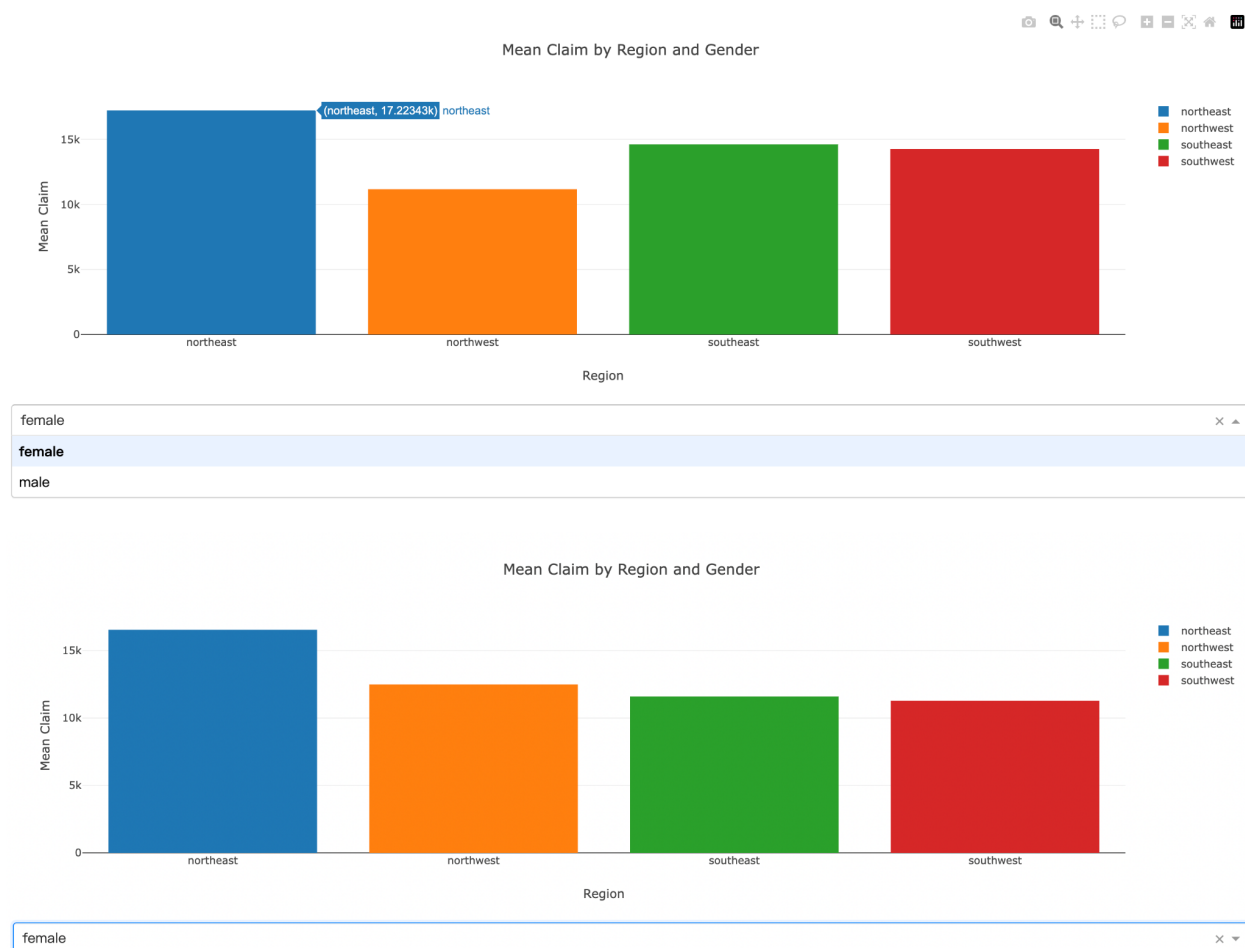 Mean Claim by Region and Gender
(northeast, 17.22343k) northeast
northeast
northwest
southeast
southwest
15k
10k
5k
0
Mean Claim
northeast northwest southeast southwest
Region
female
female
male
Mean Claim by Region and Gender
northeast
northwest
southeast
southwest
15k
10k
5k
0
Mean Claim
northeast northwest southeast southwest
Region
female